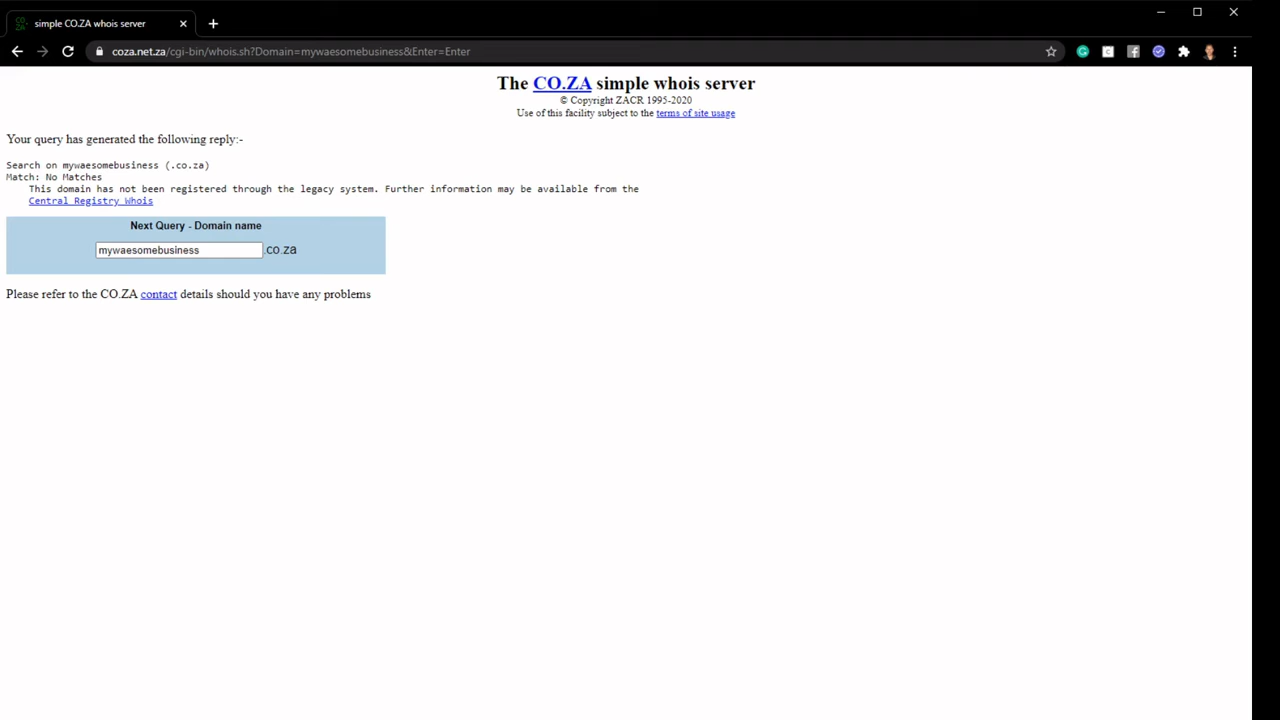 simple CO.ZA whois server
coza.net.za/cgi-bin/whois.sh?Domain=mywaesomebusiness&Enter=Enter
The CO.ZA simple whois server
© Copyright ZACR 1995-2020
Use of this facility subject to the terms of site usage
Your query has generated the following reply:-
Search on mywaesomebusiness (.co.za)
Match: No Matches
This domain has not been registered through the legacy system. Further information may be available from the
Central Registry Whois
Next Query - Domain name
mywaesomebusiness .co.za
Please refer to the CO.ZA contact details should you have any problems